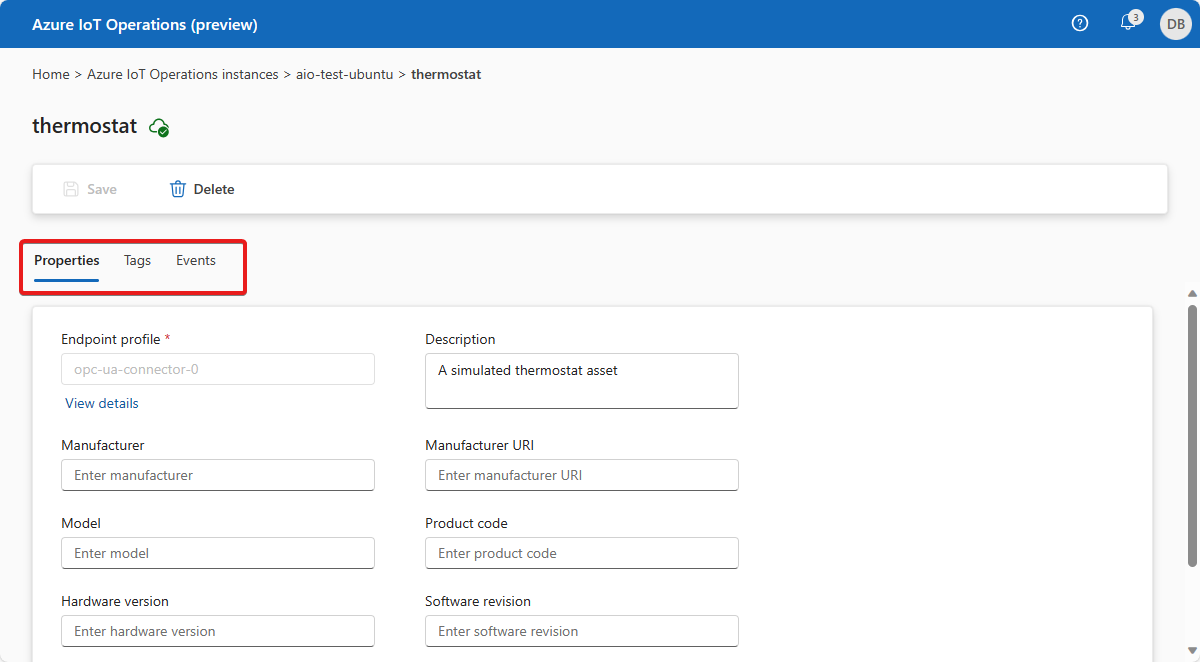 Azure IoT Operations (preview)
3
DB
Home > Azure IoT Operations instances > aio-test-ubuntu > thermostat
thermostat
Save
Delete
Properties Tags Events
Endpoint profile * Description
opc-ua-connector-0 A simulated thermostat asset
View details
Manufacturer Manufacturer URI
Enter manufacturer Enter manufacturer URI
Model Product code
Enter model Enter product code
Hardware version Software revision
Enter hardware version Enter software revision